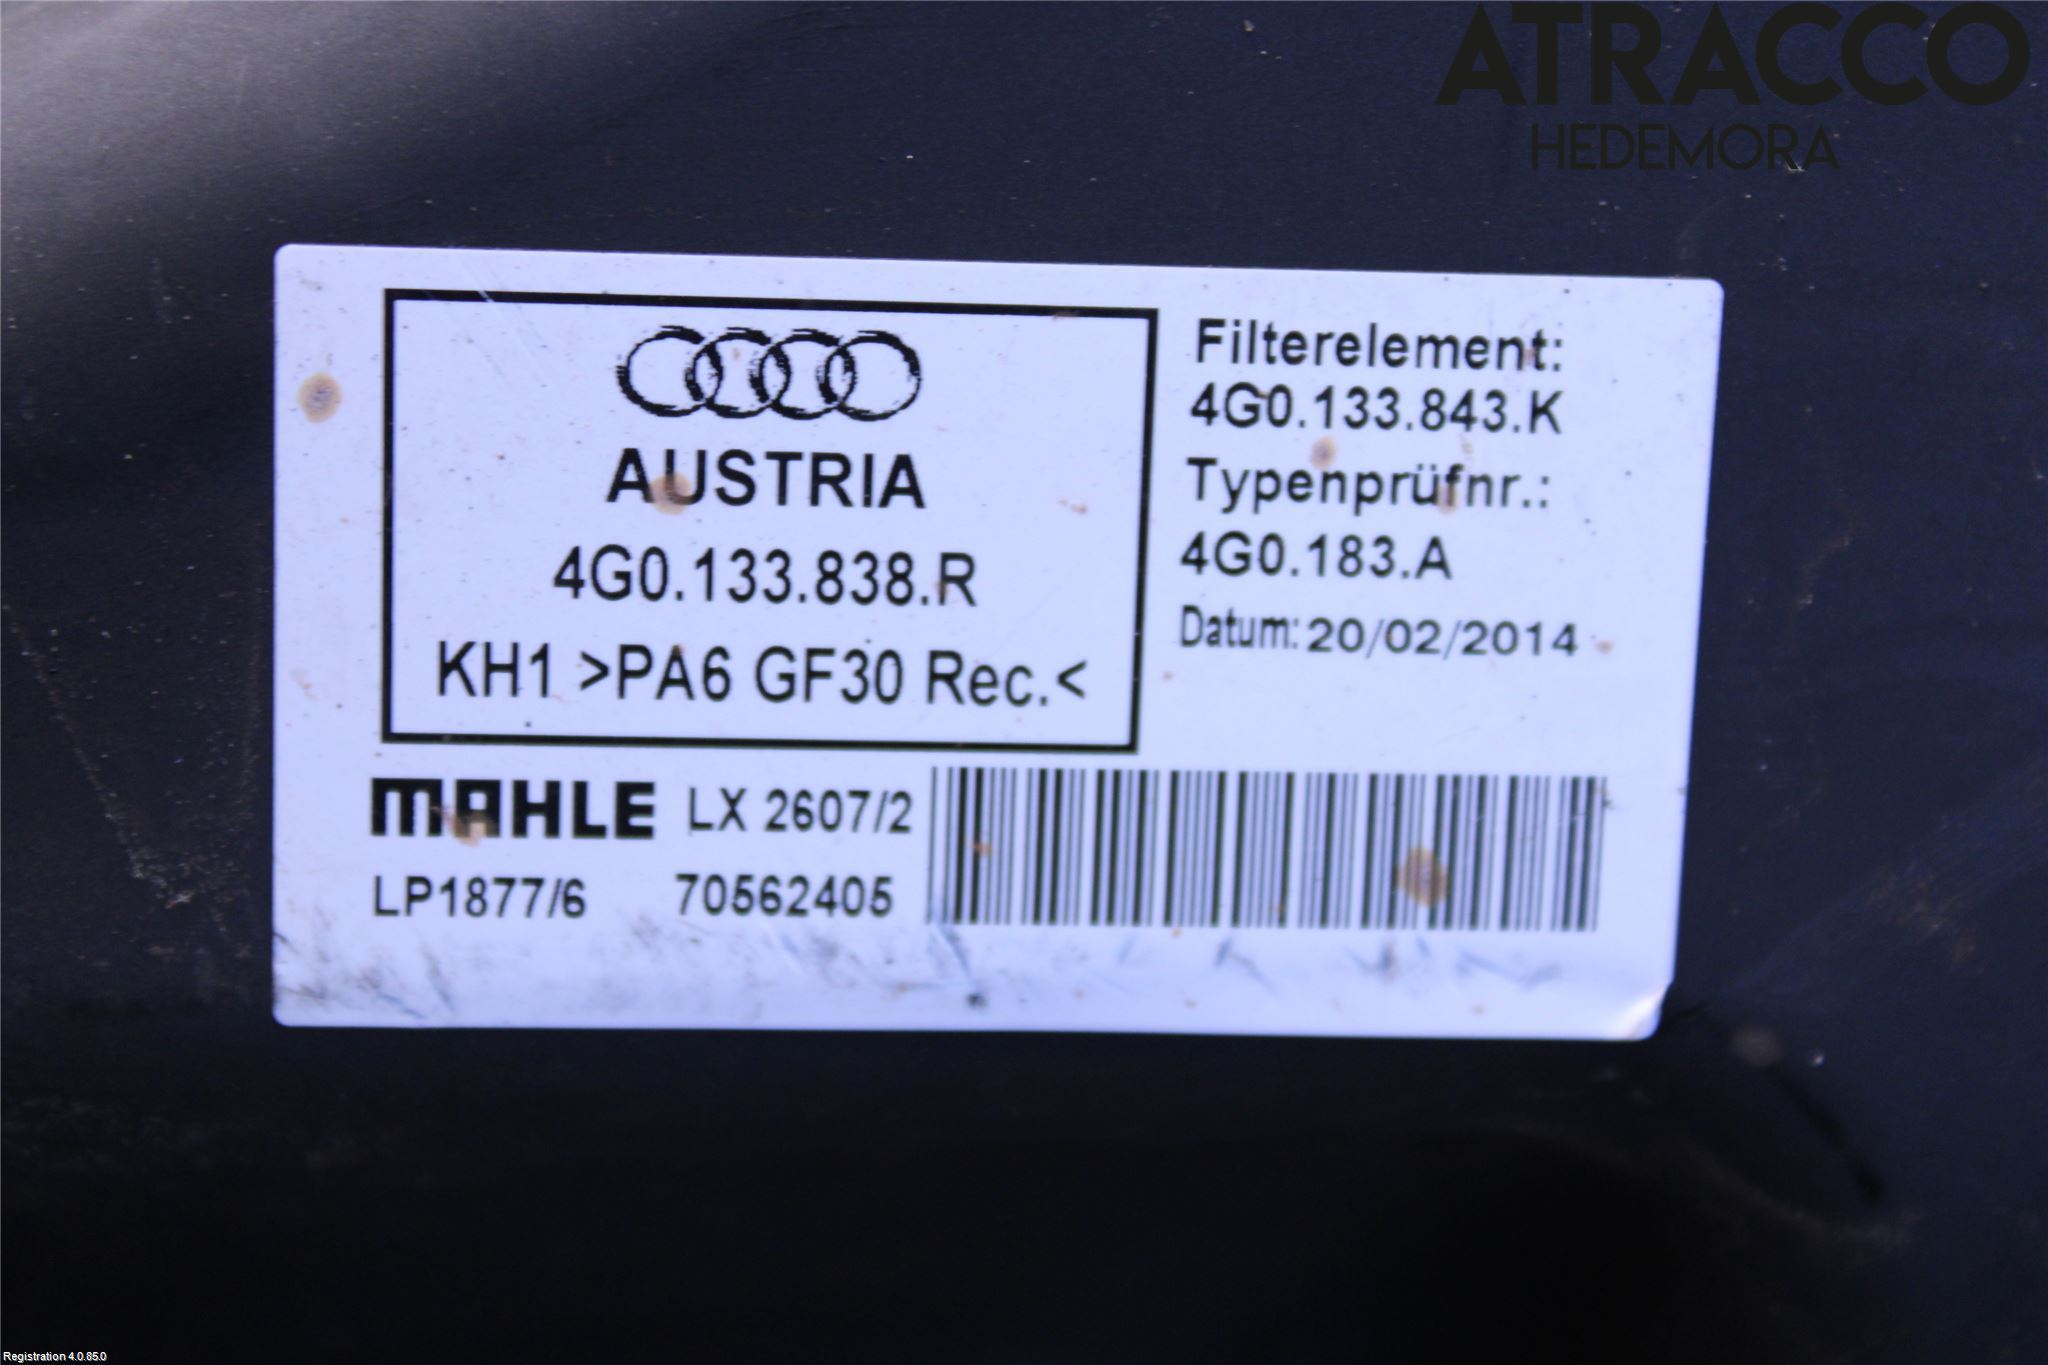 ATRACCO
HEDEMORA
AUSTRIA
4G0.133.838.R
KH1 >PA6 GF30 Rec.<
Filterelement:
4G0.133.843.K
Typenprüfnr.:
4G0.183.A
Datum: 20/02/2014
MAHLE LX 2607/2
LP1877/6 70562405
Registration 4.0.85.0